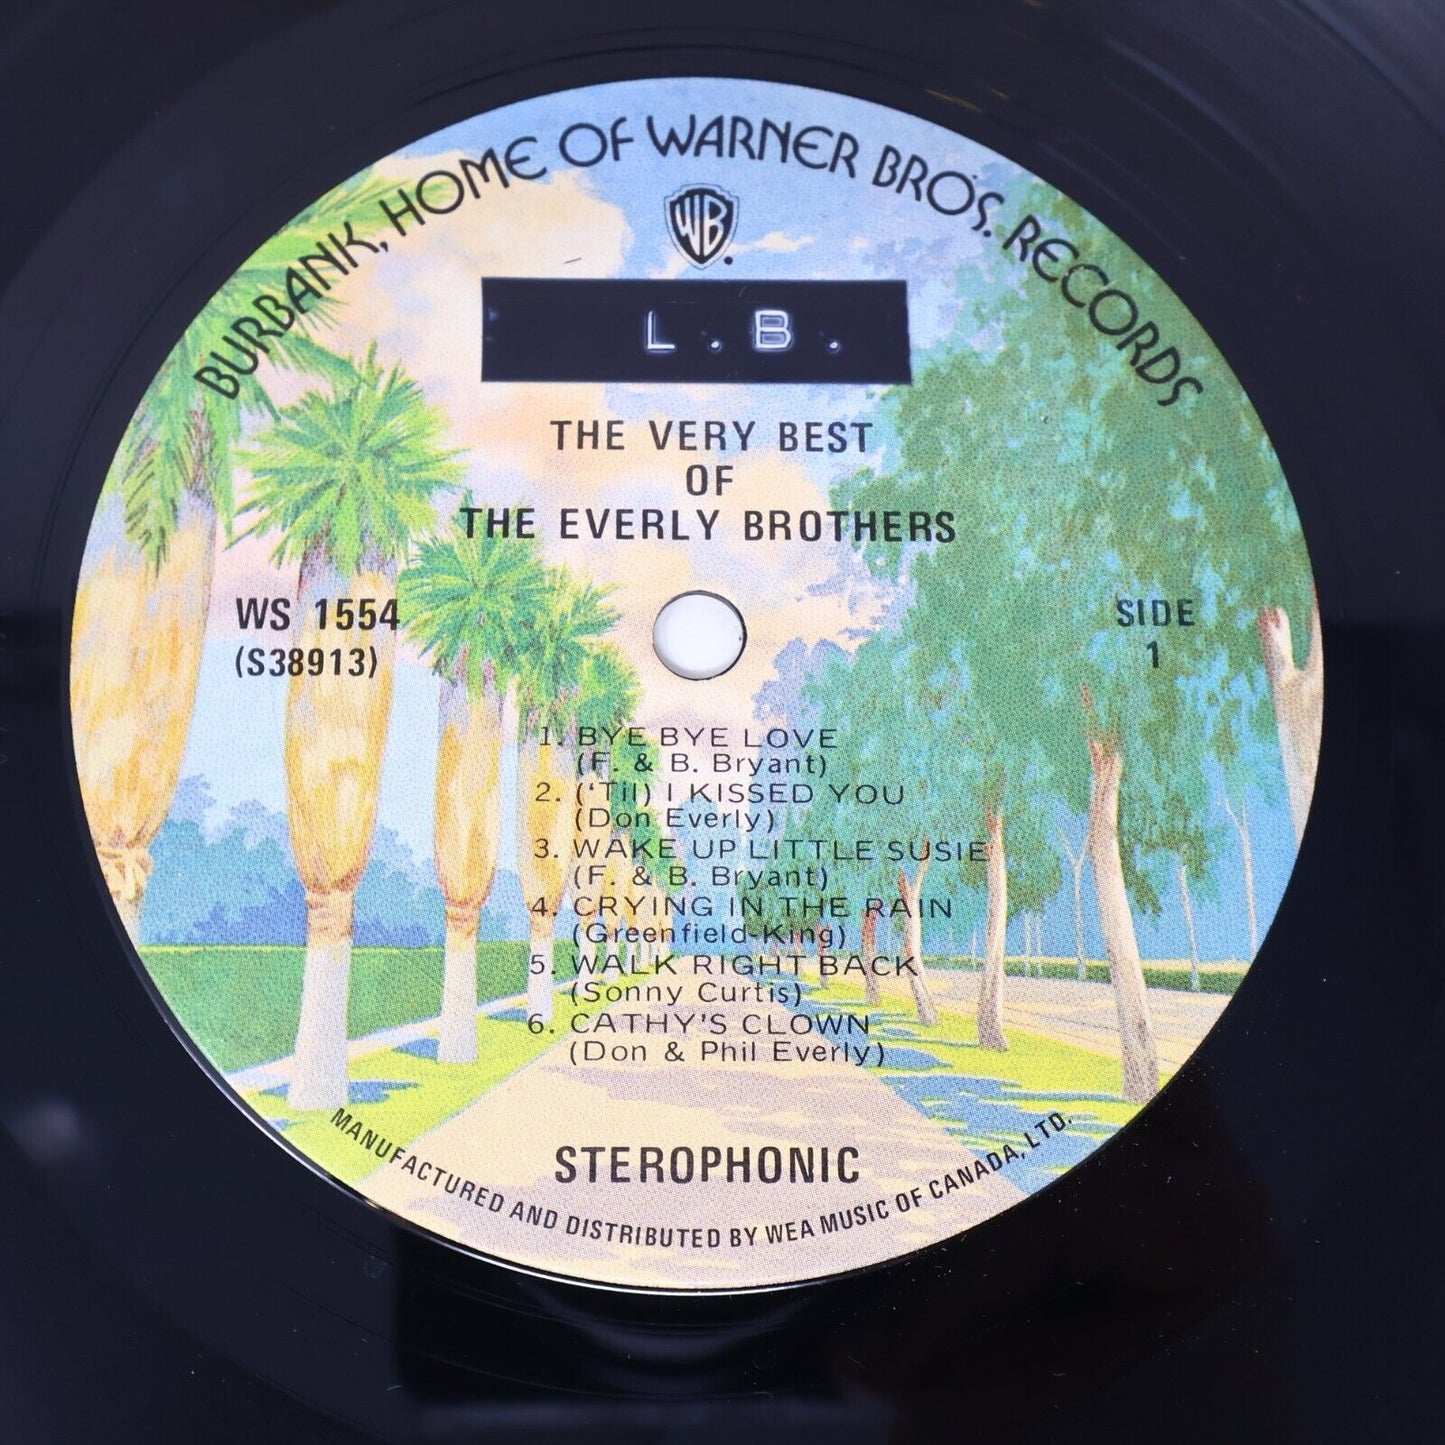 BURBANK, HOME OF WARNER BROS. RECORDS
WB
L.B.
THE VERY BEST
OF
THE EVERLY BROTHERS
WS 1554
(S38913)
SIDE
1
1. BYE BYE LOVE
(F. & B. Bryant)
2. ('Til) I KISSED YOU
(Don Everly)
3. WAKE UP LITTLE SUSIE
(F. & B. Bryant)
4. CRYING IN THE RAIN
(Greenfield-King)
5. WALK RIGHT BACK
(Sonny Curtis)
6. CATHY'S CLOWN
(Don & Phil Everly)
STEROPHONIC
MANUFACTURED AND DISTRIBUTED BY WEA MUSIC OF CANADA, LTD.